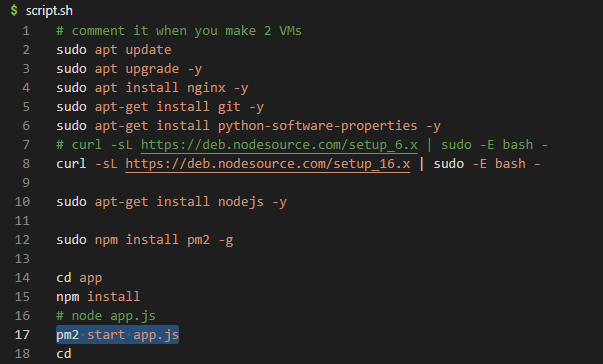 $ script.sh
1 # comment it when you make 2 VMs
2 sudo apt update
3 sudo apt upgrade -y
4 sudo apt install nginx -y
5 sudo apt-get install git -y
6 sudo apt-get install python-software-properties -y
7 # curl -sL https://deb.nodesource.com/setup_6.x | sudo -E bash -
8 curl -sL https://deb.nodesource.com/setup_16.x | sudo -E bash -
9
10 sudo apt-get install nodejs -y
11
12 sudo npm install pm2 -g
13
14 cd app
15 npm install
16 # node app.js
17 pm2 start app.js
18 cd